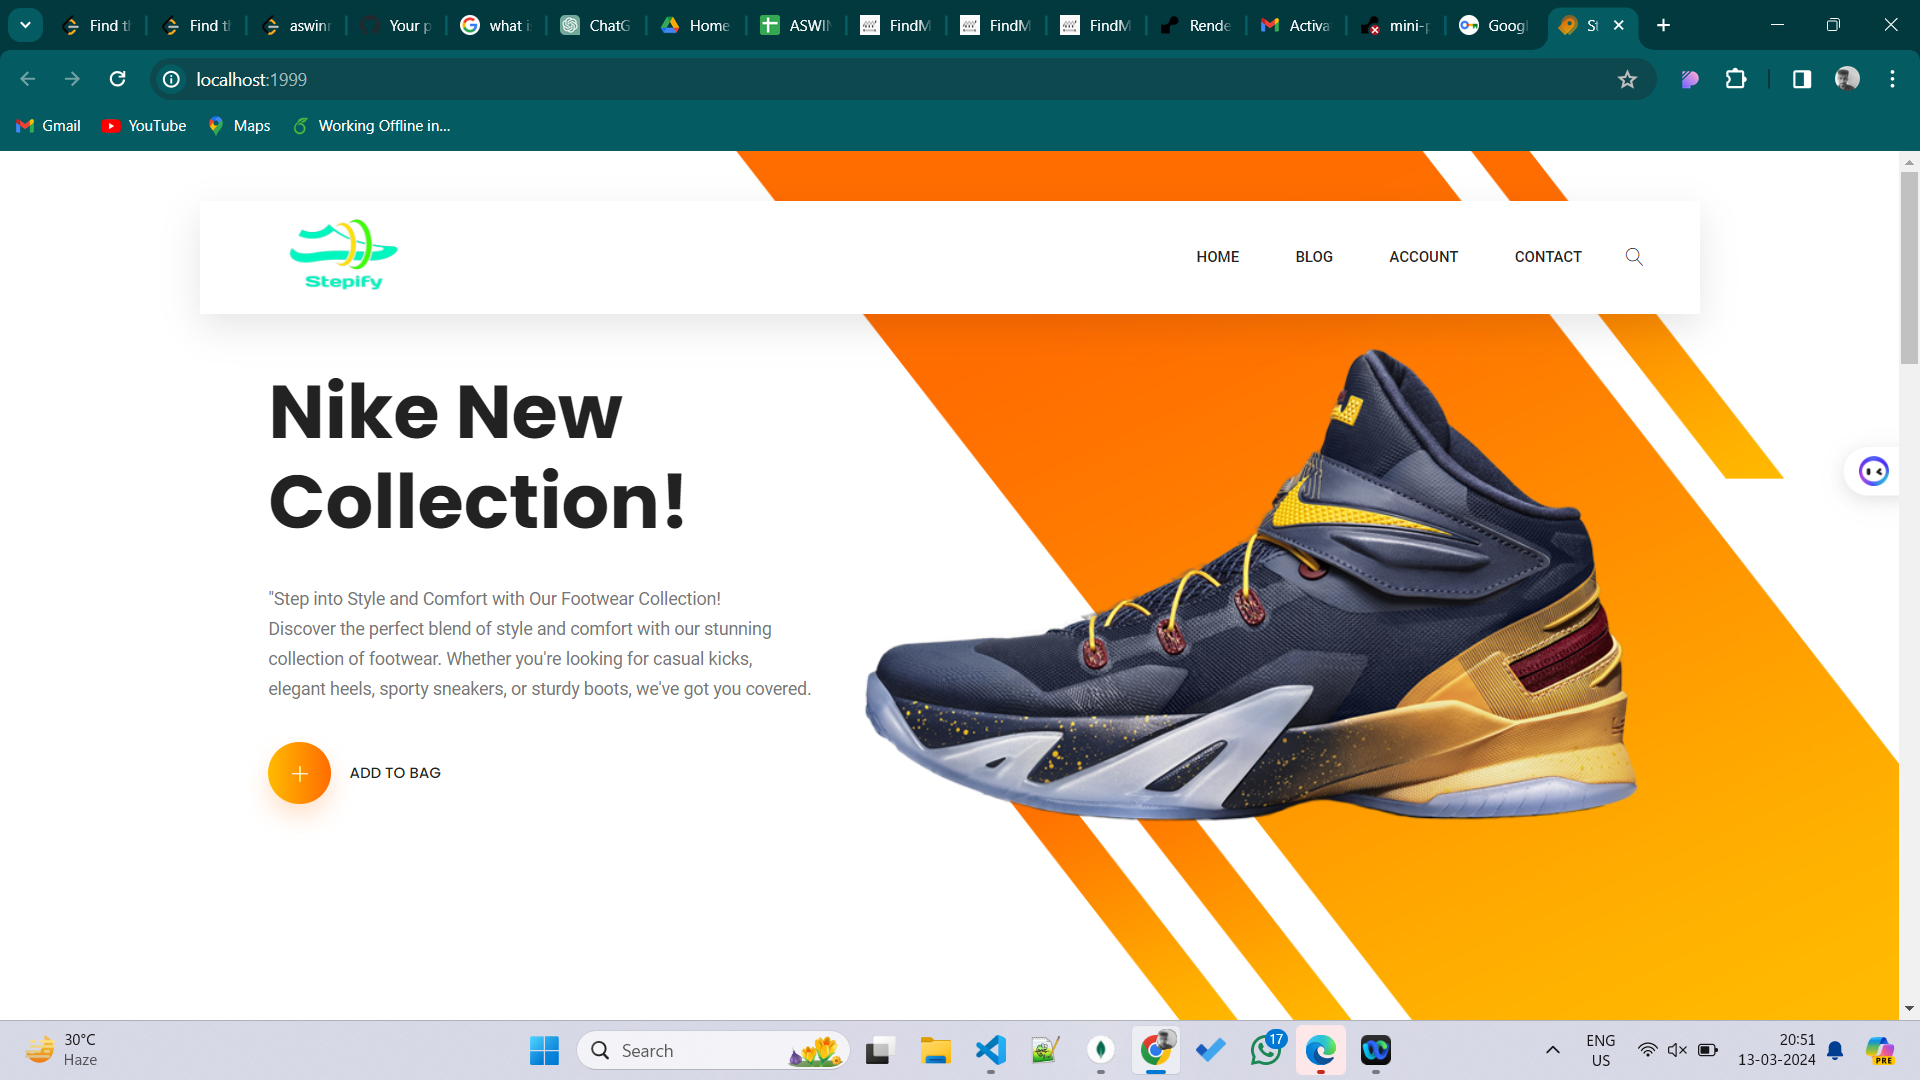 Find th
Find th
aswinr
Your p
what i
ChatG
Home
ASWIN
FindM
FindM
FindM
Rende
Activa
mini-p
Googl
St
localhost:1999
Gmail
YouTube
Maps
Working Offline in...
Stepify
HOME
BLOG
ACCOUNT
CONTACT
Nike New
Collection!
"Step into Style and Comfort with Our Footwear Collection!
Discover the perfect blend of style and comfort with our stunning
collection of footwear. Whether you're looking for casual kicks,
elegant heels, sporty sneakers, or sturdy boots, we've got you covered.
ADD TO BAG
30°C
Haze
Search
17
ENG
US
20:51
13-03-2024
PRE